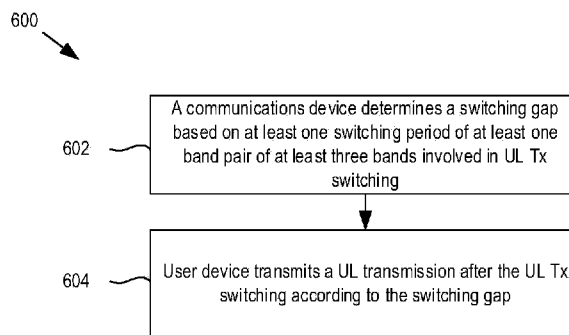 600
602
A communications device determines a switching gap
based on at least one switching period of at least one
band pair of at least three bands involved in UL Tx
switching
604
User device transmits a UL transmission after the UL Tx
switching according to the switching gap